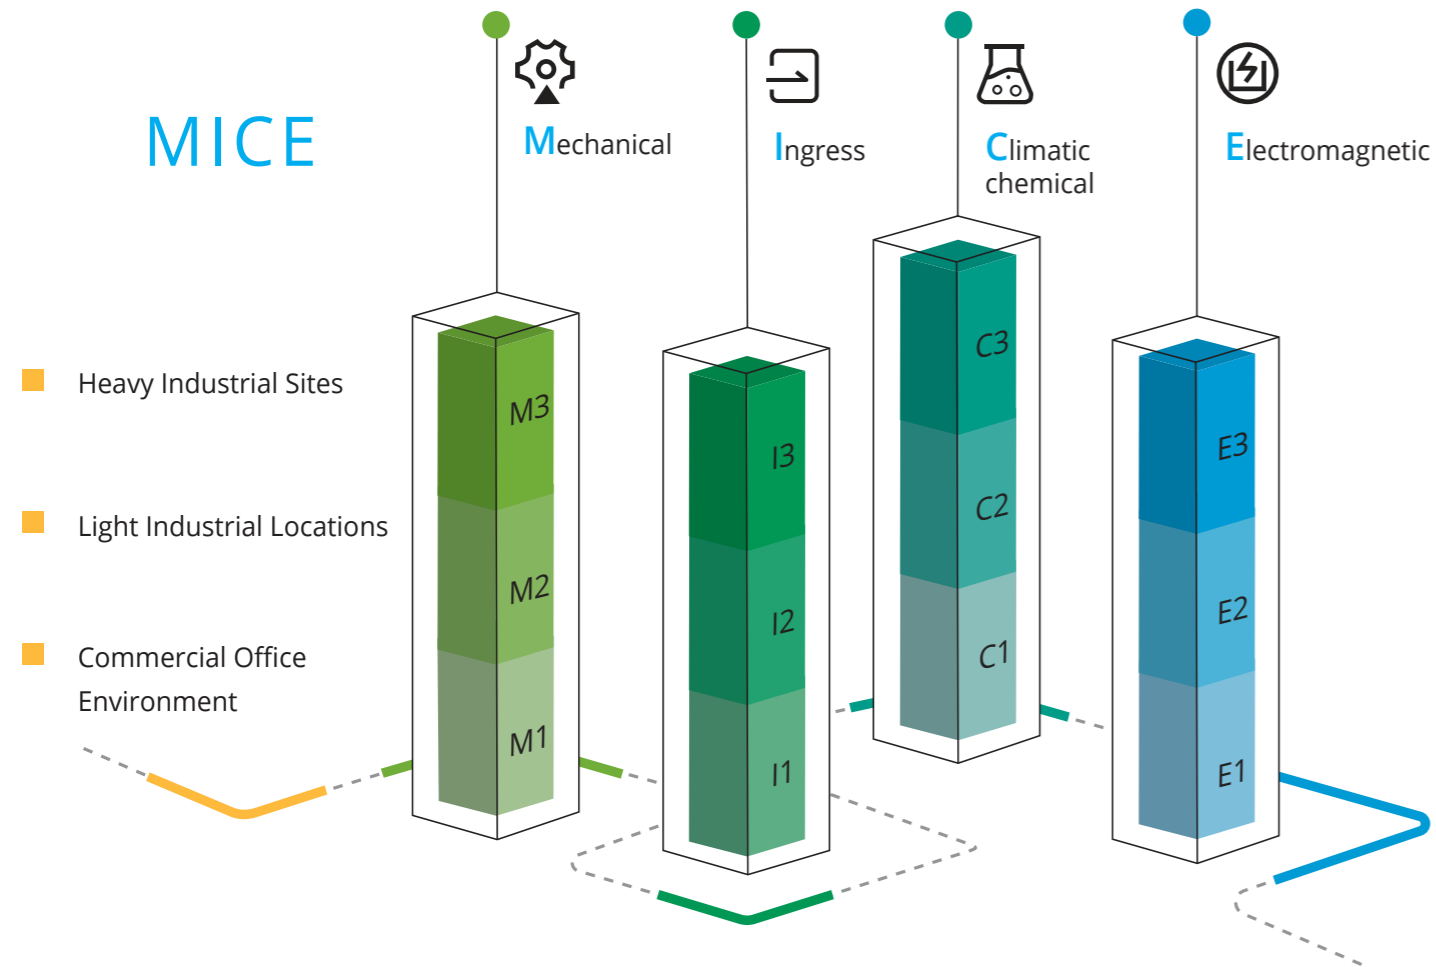 MICE
Mechanical
Ingress
Climatic
chemical
Electromagnetic
Heavy Industrial Sites
Light Industrial Locations
Commercial Office
Environment
M3
M2
M1
I3
I2
I1
C3
C2
C1
E3
E2
E1